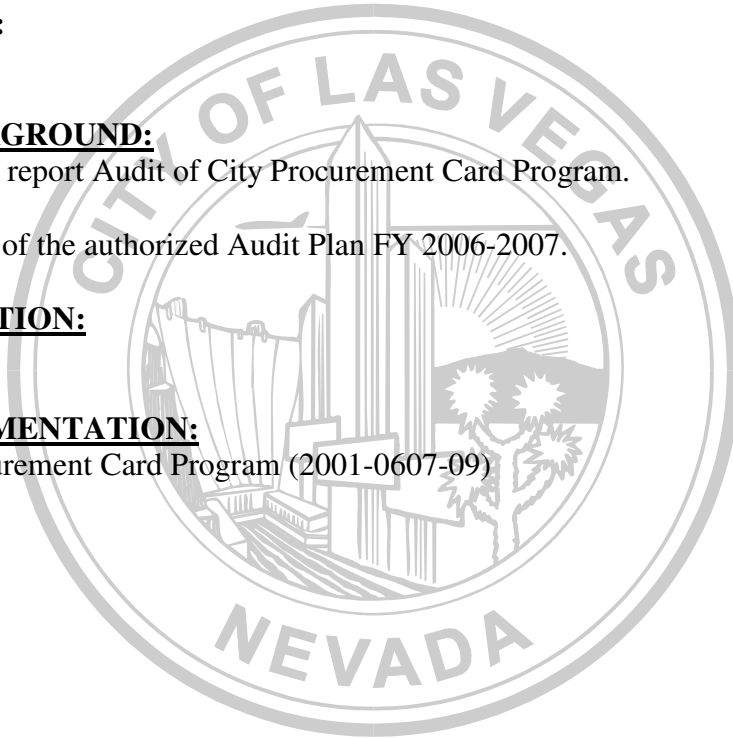 :
CITY OF LAS VEGAS
GROUND:
report Audit of City Procurement Card Program.
of the authorized Audit Plan FY 2006-2007.
TION:
MENTATION:
urement Card Program (2001-0607-09)
NEVADA